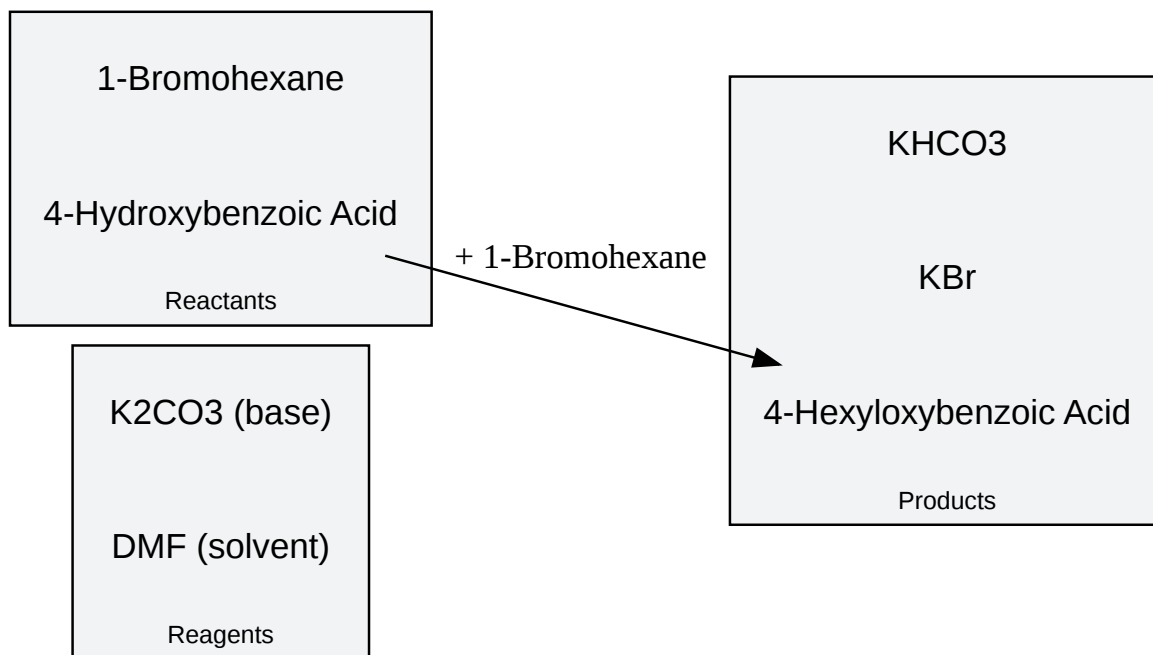 1-Bromohexane
4-Hydroxybenzoic Acid
Reactants
+ 1-Bromohexane
KHCO3
KBr
4-Hexyloxybenzoic Acid
Products
K2CO3 (base)
DMF (solvent)
Reagents